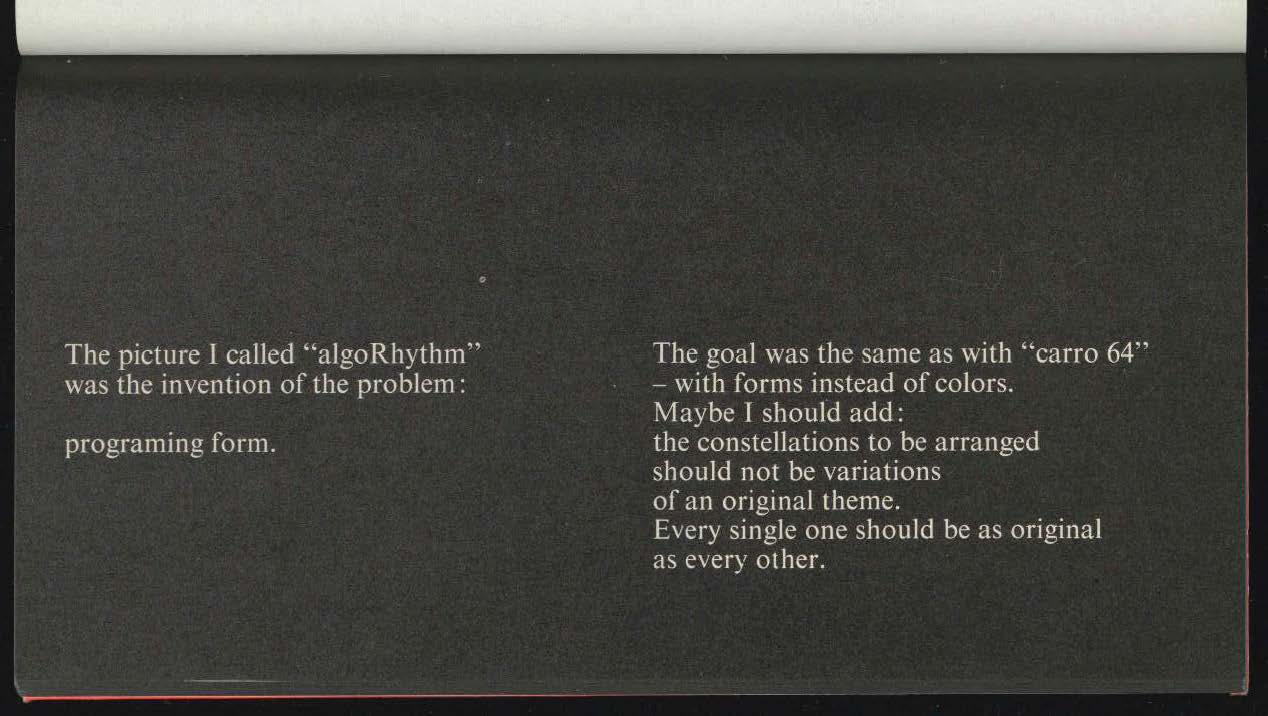 The picture I called “algoRhythm”
was the invention of the problem:
programing form.
The goal was the same as with “carro 64”
– with forms instead of colors.
Maybe I should add:
the constellations to be arranged
should not be variations
of an original theme.
Every single one should be as original
as every other.